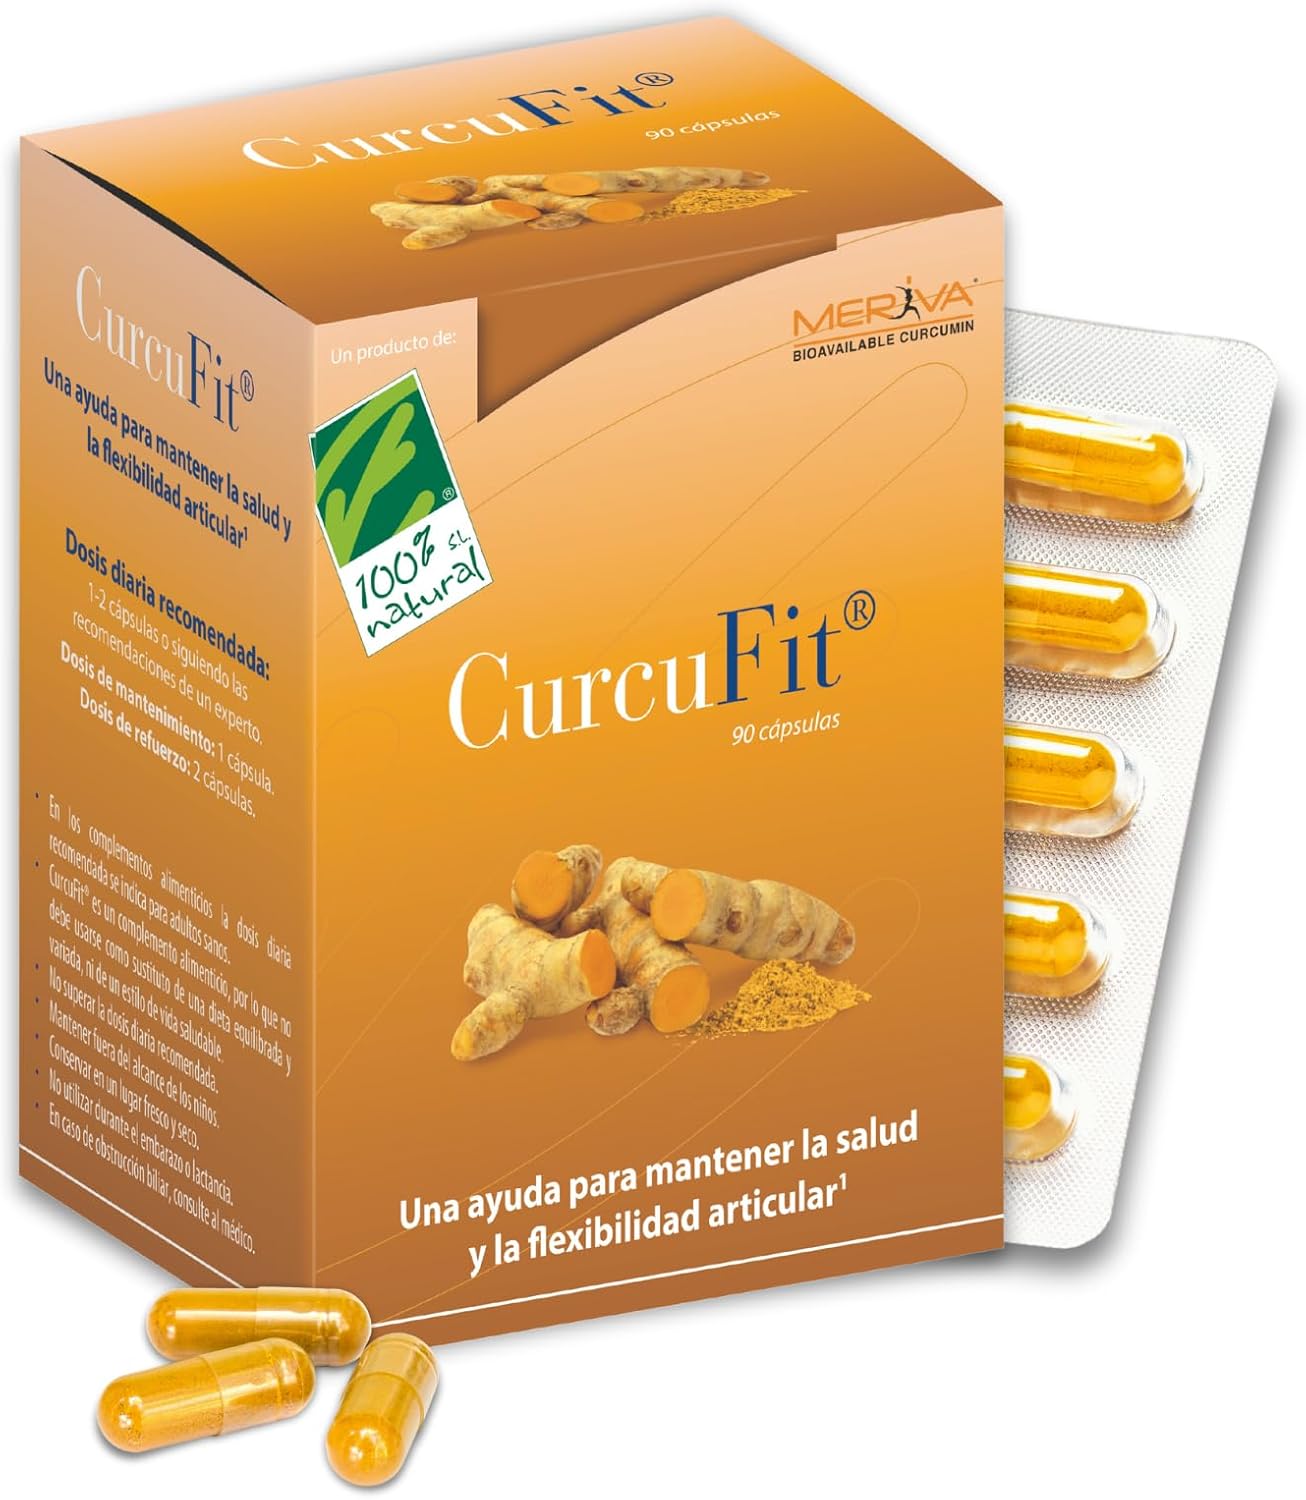 CurcuFit®
90 cápsulas
CurcuFit®
Una ayuda para mantener la salud y
la flexibilidad articular¹
Dosis diaria recomendada:
1-2 cápsulas o siguiendo las
recomendaciones de un experto.
Dosis de mantenimiento: 1 cápsula.
Dosis de refuerzo: 2 cápsulas.
• En los complementos alimenticios la dosis diaria
recomendada se indica para adultos sanos.
• CurcuFit® es un complemento alimenticio, por lo que no
debe usarse como sustituto de una dieta equilibrada y
variada, ni de un estilo de vida saludable.
• No superar la dosis diaria recomendada.
• Mantener fuera del alcance de los niños.
• Conservar en un lugar fresco y seco.
• No utilizar durante el embarazo o lactancia.
• En caso de obstrucción biliar, consulte al médico.
Un producto de:
®
100% S.L.
natural
MERIVA®
BIOAVAILABLE CURCUMIN
CurcuFit®
90 cápsulas
Una ayuda para mantener la salud
y la flexibilidad articular¹